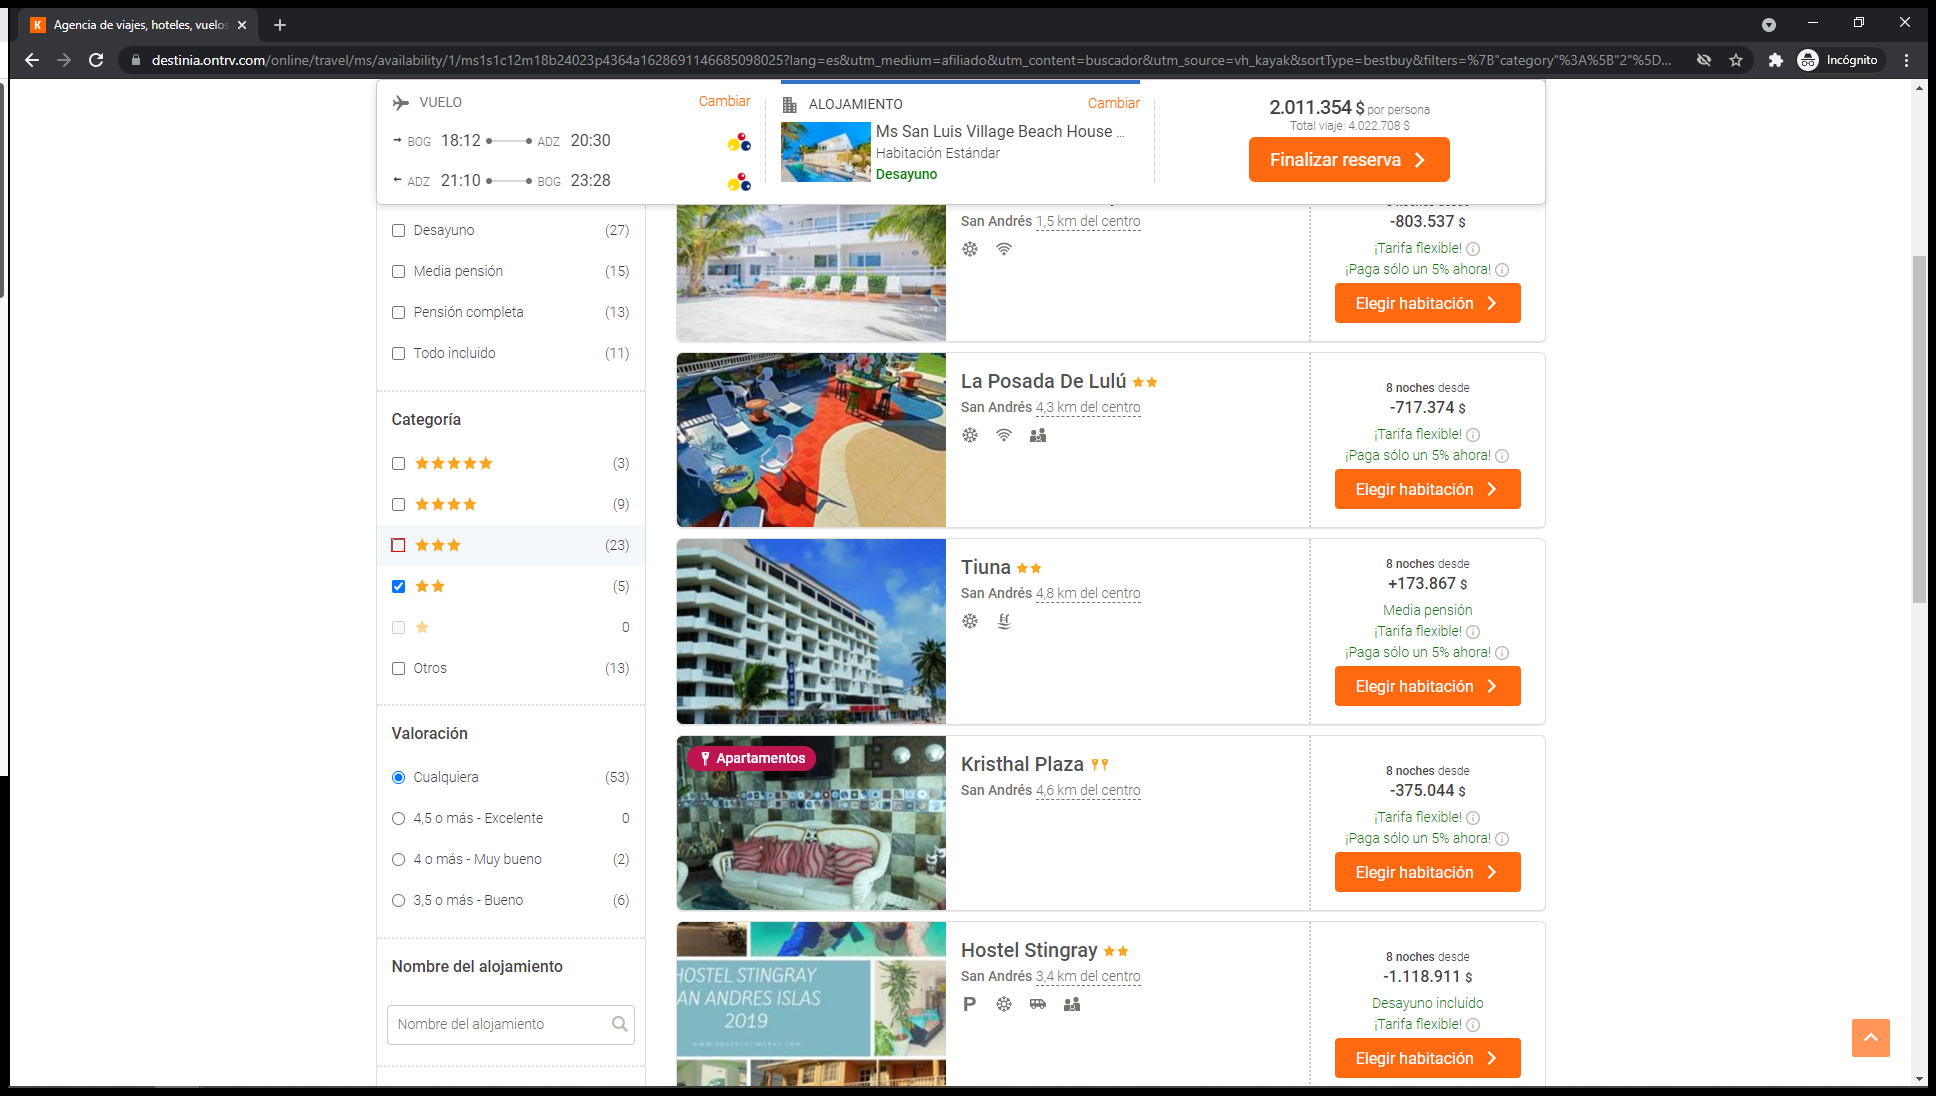 Agencia de viajes, hoteles, vuelos
destinia.ontrv.com/online/travel/ms/availability/1/ms1s1c12m18b24023p4364a1628691146685098025?lang=es&utm_medium=afiliado&utm_content=buscador&utm_source=vh_kayak&sortType=bestbuy&filters=%7B"category"%3A%5B"2"%5D...
Incógnito
VUELO
Cambiar
BOG 18:12 ADZ 20:30
ADZ 21:10 BOG 23:28
ALOJAMIENTO
Cambiar
Ms San Luis Village Beach House ...
Habitación Estándar
Desayuno
2.011.354 $ por persona
Total viaje: 4.022.708 $
Finalizar reserva
Desayuno (27)
Media pensión (15)
Pensión completa (13)
Todo incluido (11)
Categoría
(3)
(9)
(23)
(5)
0
Otros (13)
Valoración
Cualquiera (53)
4,5 o más - Excelente 0
4 o más - Muy bueno (2)
3,5 o más - Bueno (6)
Nombre del alojamiento
Nombre del alojamiento
San Andrés 1,5 km del centro
-803.537 $
¡Tarifa flexible!
¡Paga sólo un 5% ahora!
Elegir habitación
La Posada De Lulú
San Andrés 4,3 km del centro
8 noches desde
-717.374 $
¡Tarifa flexible!
¡Paga sólo un 5% ahora!
Elegir habitación
Tiuna
San Andrés 4,8 km del centro
8 noches desde
+173.867 $
Media pensión
¡Tarifa flexible!
¡Paga sólo un 5% ahora!
Elegir habitación
Apartamentos
Kristhal Plaza
San Andrés 4,6 km del centro
8 noches desde
-375.044 $
¡Tarifa flexible!
¡Paga sólo un 5% ahora!
Elegir habitación
HOSTEL STINGRAY
AN ANDRES ISLAS
2019
WWW.HOSTELSTINGRAY.COM
Hostel Stingray
San Andrés 3,4 km del centro
P
8 noches desde
-1.118.911 $
Desayuno incluído
¡Tarifa flexible!
Elegir habitación